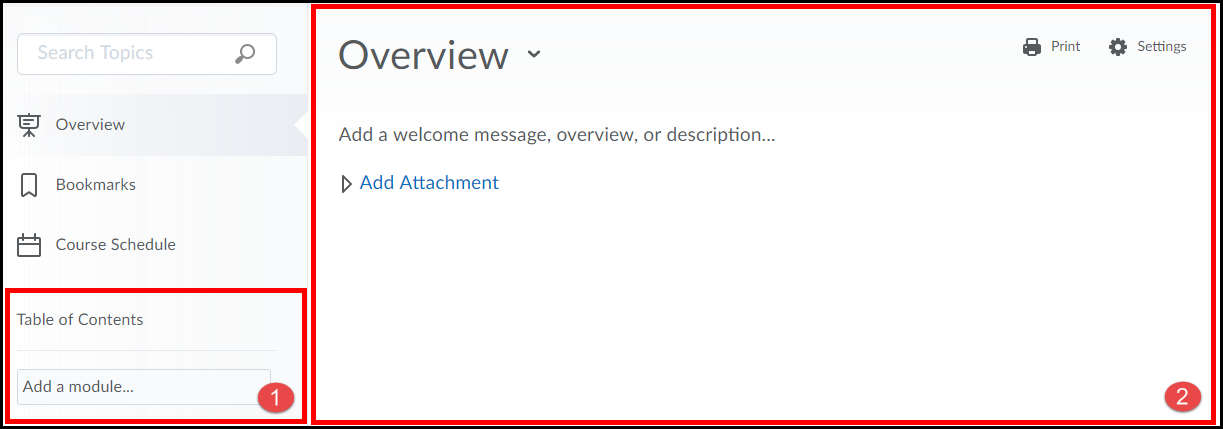 Search Topics
Overview
Bookmarks
Course Schedule
Table of Contents
Add a module...
1
Overview
Print
Settings
Add a welcome message, overview, or description...
Add Attachment
2